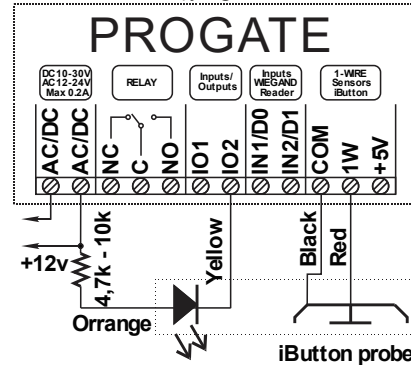 PROGATE
DC10-30V
AC12-24V
Max 0.2A
RELAY
Inputs/
Outputs
Inputs
WIEGAND
Reader
1-WIRE
Sensors
iButton
AC/DC
AC/DC
NC
C
NO
IO1
IO2
IN1/D0
IN2/D1
COM
1W
+5V
+12v
4,7k - 10k
Yellow
Black
Red
Orrange
iButton probe